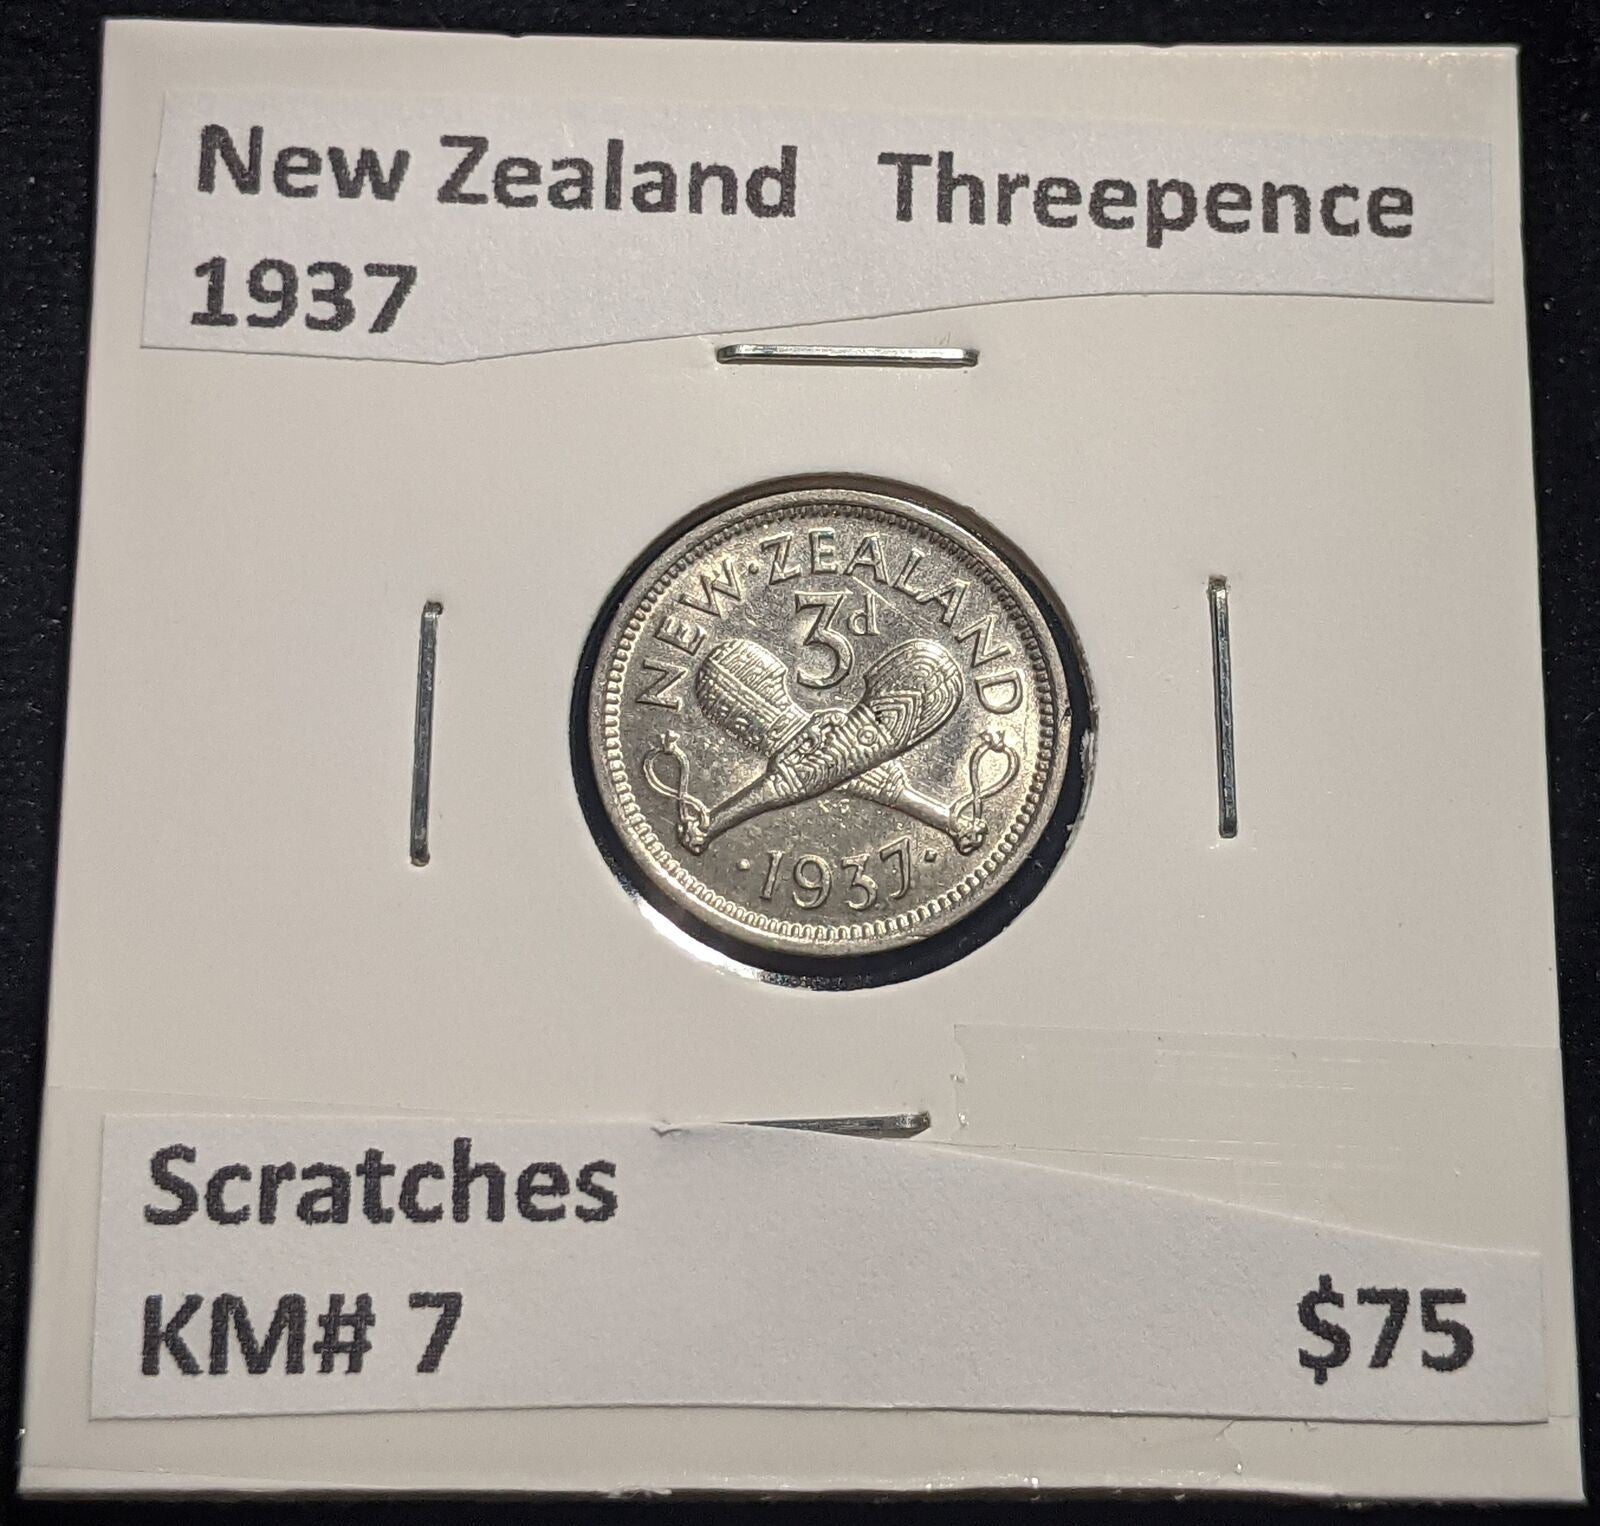 New Zealand Threepence
1937
NEW·ZEALAND
3d
K·G
·1937·
Scratches
KM# 7
$75